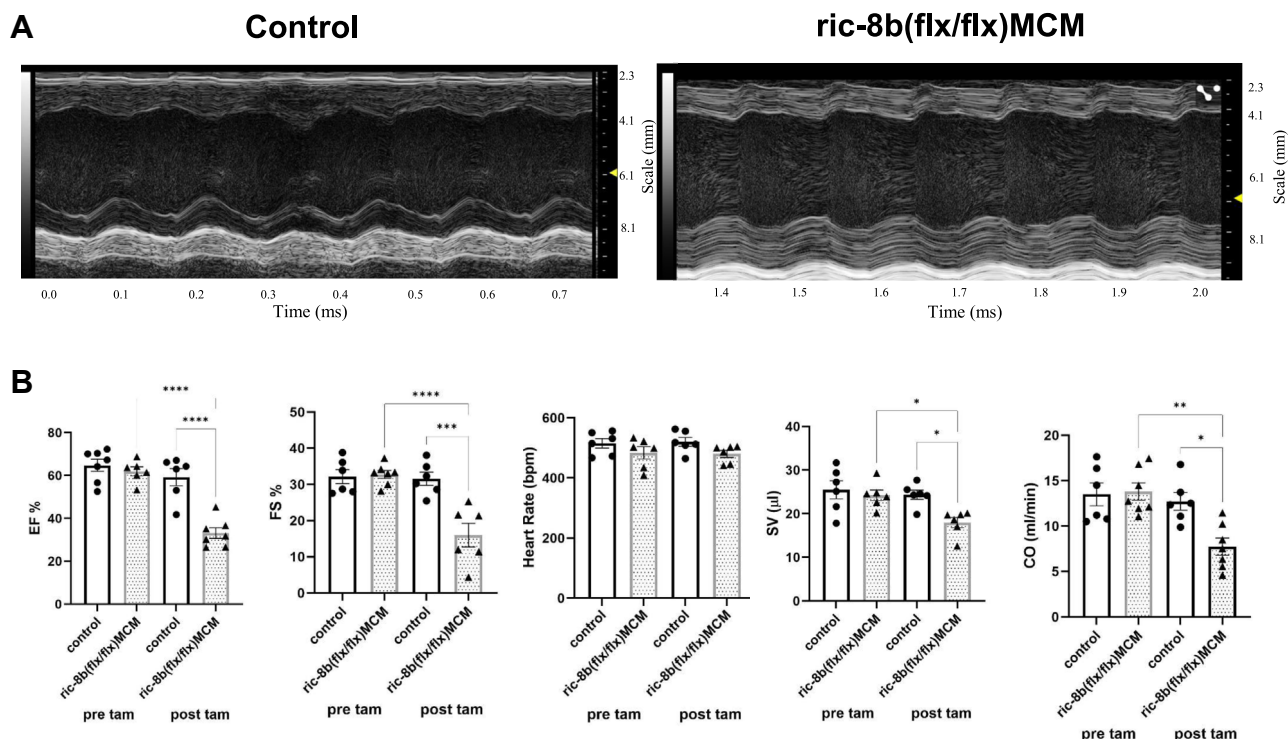 A
Control
ric-8b(flx/flx)MCM
2.3
4.1
6.1
8.1
Scale (mm)
0.0 0.1 0.2 0.3 0.4 0.5 0.6 0.7
Time (ms)
2.3
4.1
6.1
8.1
Scale (mm)
1.4 1.5 1.6 1.7 1.8 1.9 2.0
Time (ms)
B
****
****
80
60
40
20
0
EF %
control
ric-8b(flx/flx)MCM
control
ric-8b(flx/flx)MCM
pre tam post tam
****
***
50
40
30
20
10
0
FS %
control
ric-8b(flx/flx)MCM
control
ric-8b(flx/flx)MCM
pre tam post tam
600
400
200
0
Heart Rate (bpm)
control
ric-8b(flx/flx)MCM
control
ric-8b(flx/flx)MCM
pre tam post tam
*
*
40
30
20
10
0
SV (µl)
control
ric-8b(flx/flx)MCM
control
ric-8b(flx/flx)MCM
pre tam post tam
**
*
20
15
10
5
0
CO (ml/min)
control
ric-8b(flx/flx)MCM
control
ric-8b(flx/flx)MCM
pre tam post tam